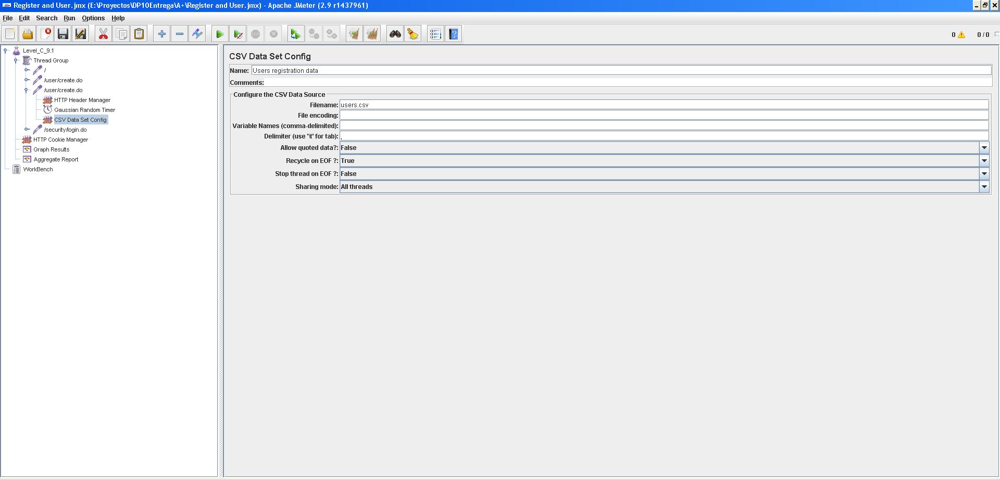 Register and User.jmx (E:\Proyectos\DP10Entrega\A+\Register and User.jmx) - Apache JMeter (2.9 r1437961)
File Edit Search Run Options Help
0 0 / 0
Level_C_9.1
Thread Group
/
/user/create.do
/user/create.do
HTTP Header Manager
Gaussian Random Timer
CSV Data Set Config
/security/login.do
HTTP Cookie Manager
Graph Results
Aggregate Report
WorkBench
CSV Data Set Config
Name: Users registration data
Comments:
Configure the CSV Data Source
Filename: users.csv
File encoding:
Variable Names (comma-delimited):
Delimiter (use '\t' for tab): ,
Allow quoted data?: False
Recycle on EOF ?: True
Stop thread on EOF ?: False
Sharing mode: All threads